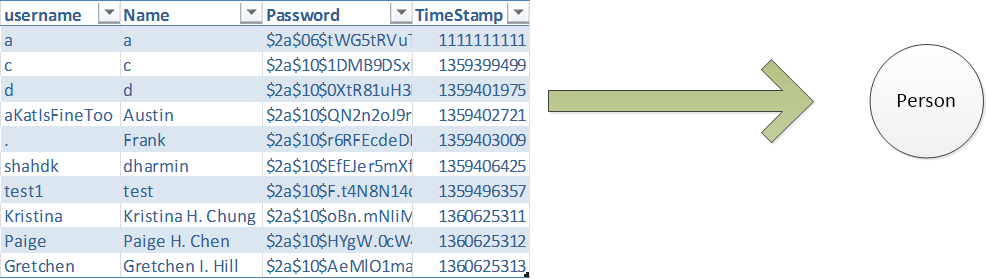 username Name Password TimeStamp
a a $2a$06$tWG5tRVu 1111111111
c c $2a$10$1DMB9DSx 1359399499
d d $2a$10$0XtR81uH3 1359401975
aKatIsFineToo Austin $2a$10$QN2n2oJ9r 1359402721
. Frank $2a$10$r6RFEcdeD 1359403009
shahdk dharmin $2a$10$EfEJer5mXf 1359406425
test1 test $2a$10$F.t4N8N14 1359496357
Kristina Kristina H. Chung $2a$10$oBn.mNIiM 1360625311
Paige Paige H. Chen $2a$10$HYgW.0cW 1360625312
Gretchen Gretchen I. Hill $2a$10$AeMlO1ma 1360625313
Person